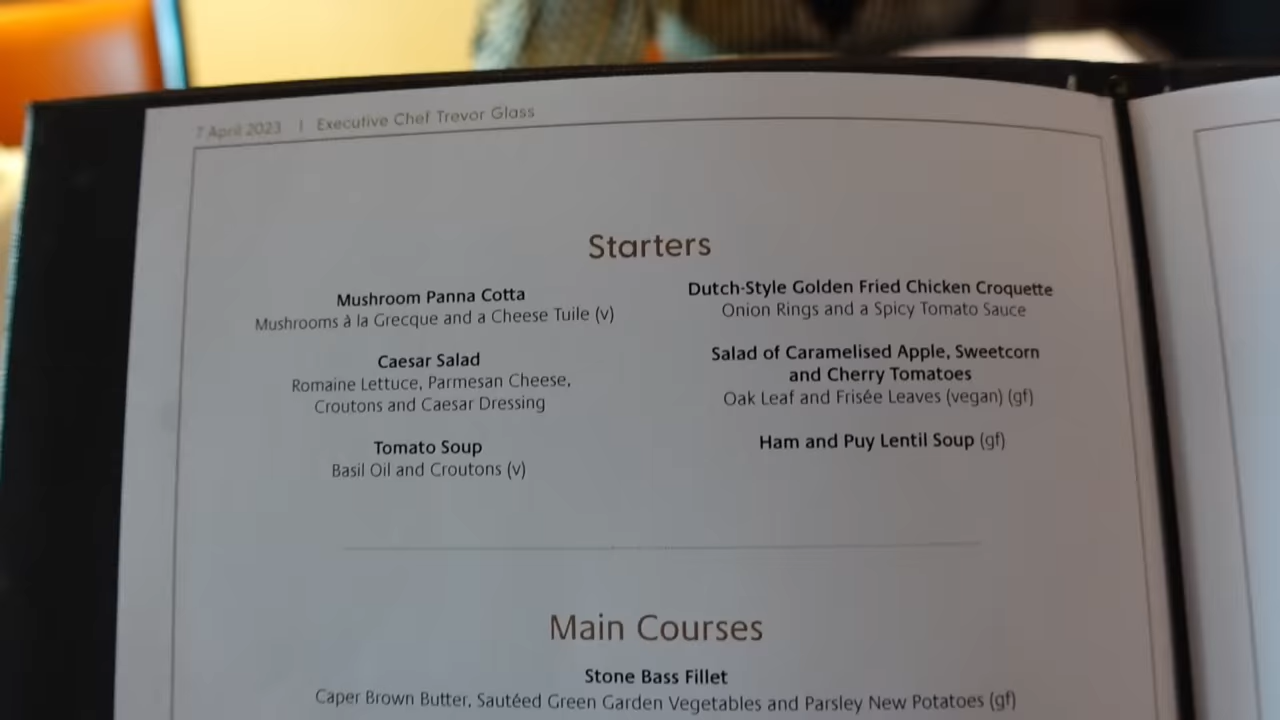 7 April 2023 | Executive Chef Trevor Glass
Starters
Mushroom Panna Cotta
Mushrooms à la Grecque and a Cheese Tuile (v)
Caesar Salad
Romaine Lettuce, Parmesan Cheese,
Croutons and Caesar Dressing
Tomato Soup
Basil Oil and Croutons (v)
Dutch-Style Golden Fried Chicken Croquette
Onion Rings and a Spicy Tomato Sauce
Salad of Caramelised Apple, Sweetcorn
and Cherry Tomatoes
Oak Leaf and Frisée Leaves (vegan) (gf)
Ham and Puy Lentil Soup (gf)
Main Courses
Stone Bass Fillet
Caper Brown Butter, Sautéed Green Garden Vegetables and Parsley New Potatoes (gf)